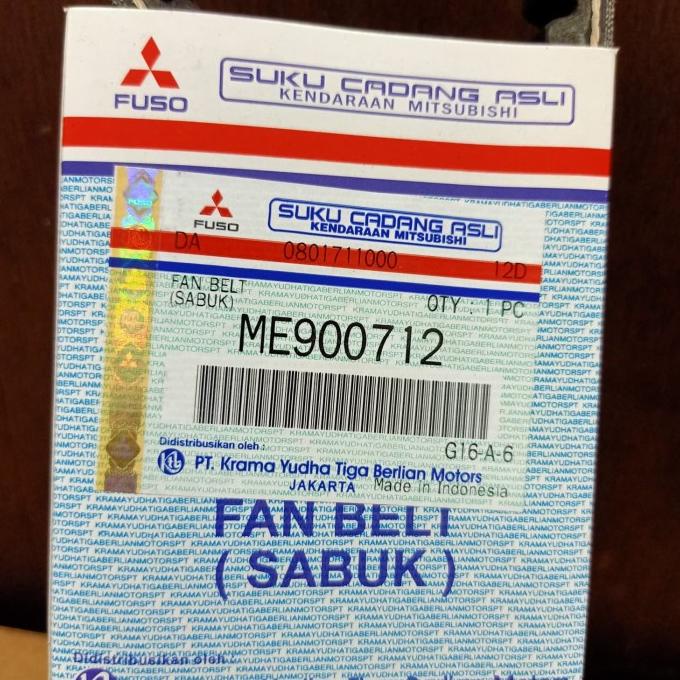 FUSO
SUKU CADANG ASLI
KENDARAAN MITSUBISHI
FUSO
SUKU CADANG ASLI
KENDARAAN MITSUBISHI
DA 0801711000 12D
FAN BELT
(SABUK)
QTY : 1 PC
ME900712
G16-A-6
Didistribusikan oleh :
KTB PT. Krama Yudha Tiga Berlian Motors
JAKARTA Made in Indonesia
FAN BELT
( SABUK )
Didistribusikan oleh :